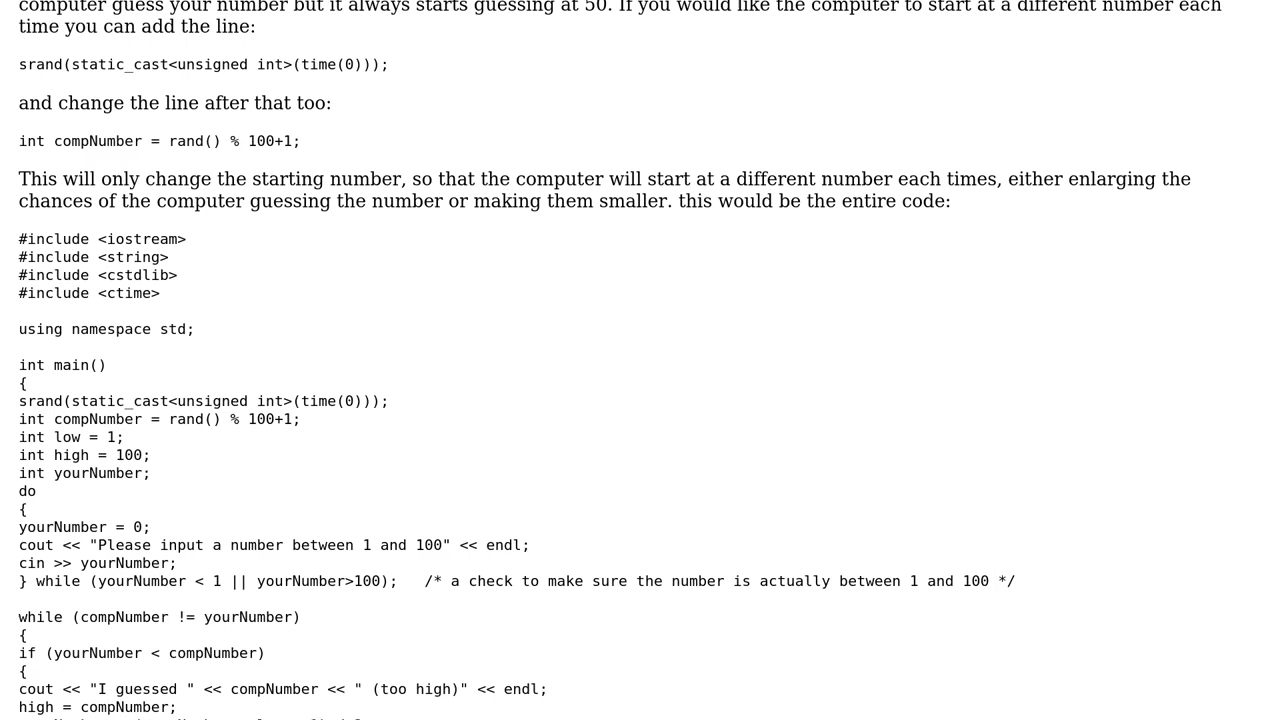 computer guess your number but it always starts guessing at 50. If you would like the computer to start at a different number each
time you can add the line:
srand(static_cast<unsigned int>(time(0)));
and change the line after that too:
int compNumber = rand() % 100+1;
This will only change the starting number, so that the computer will start at a different number each times, either enlarging the
chances of the computer guessing the number or making them smaller. this would be the entire code:
#include <iostream>
#include <string>
#include <cstdlib>
#include <ctime>
using namespace std;
int main()
{
srand(static_cast<unsigned int>(time(0)));
int compNumber = rand() % 100+1;
int low = 1;
int high = 100;
int yourNumber;
do
{
yourNumber = 0;
cout << "Please input a number between 1 and 100" << endl;
cin >> yourNumber;
} while (yourNumber < 1 || yourNumber>100);   /* a check to make sure the number is actually between 1 and 100 */
while (compNumber != yourNumber)
{
if (yourNumber < compNumber)
{
cout << "I guessed " << compNumber << " (too high)" << endl;
high = compNumber;